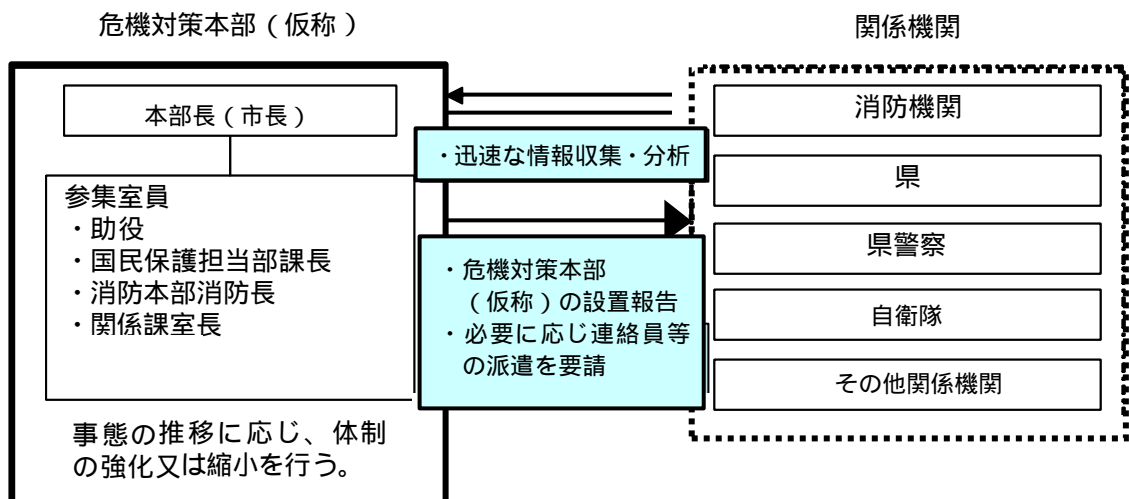 危機対策本部(仮称)
本部長(市長)
参集室員
・助役
・国民保護担当部課長
・消防本部消防長
・関係課室長
事態の推移に応じ、体制
の強化又は縮小を行う。
・迅速な情報収集・分析
・危機対策本部
(仮称)の設置報告
・必要に応じ連絡員等
の派遣を要請
関係機関
消防機関
県
県警察
自衛隊
その他関係機関